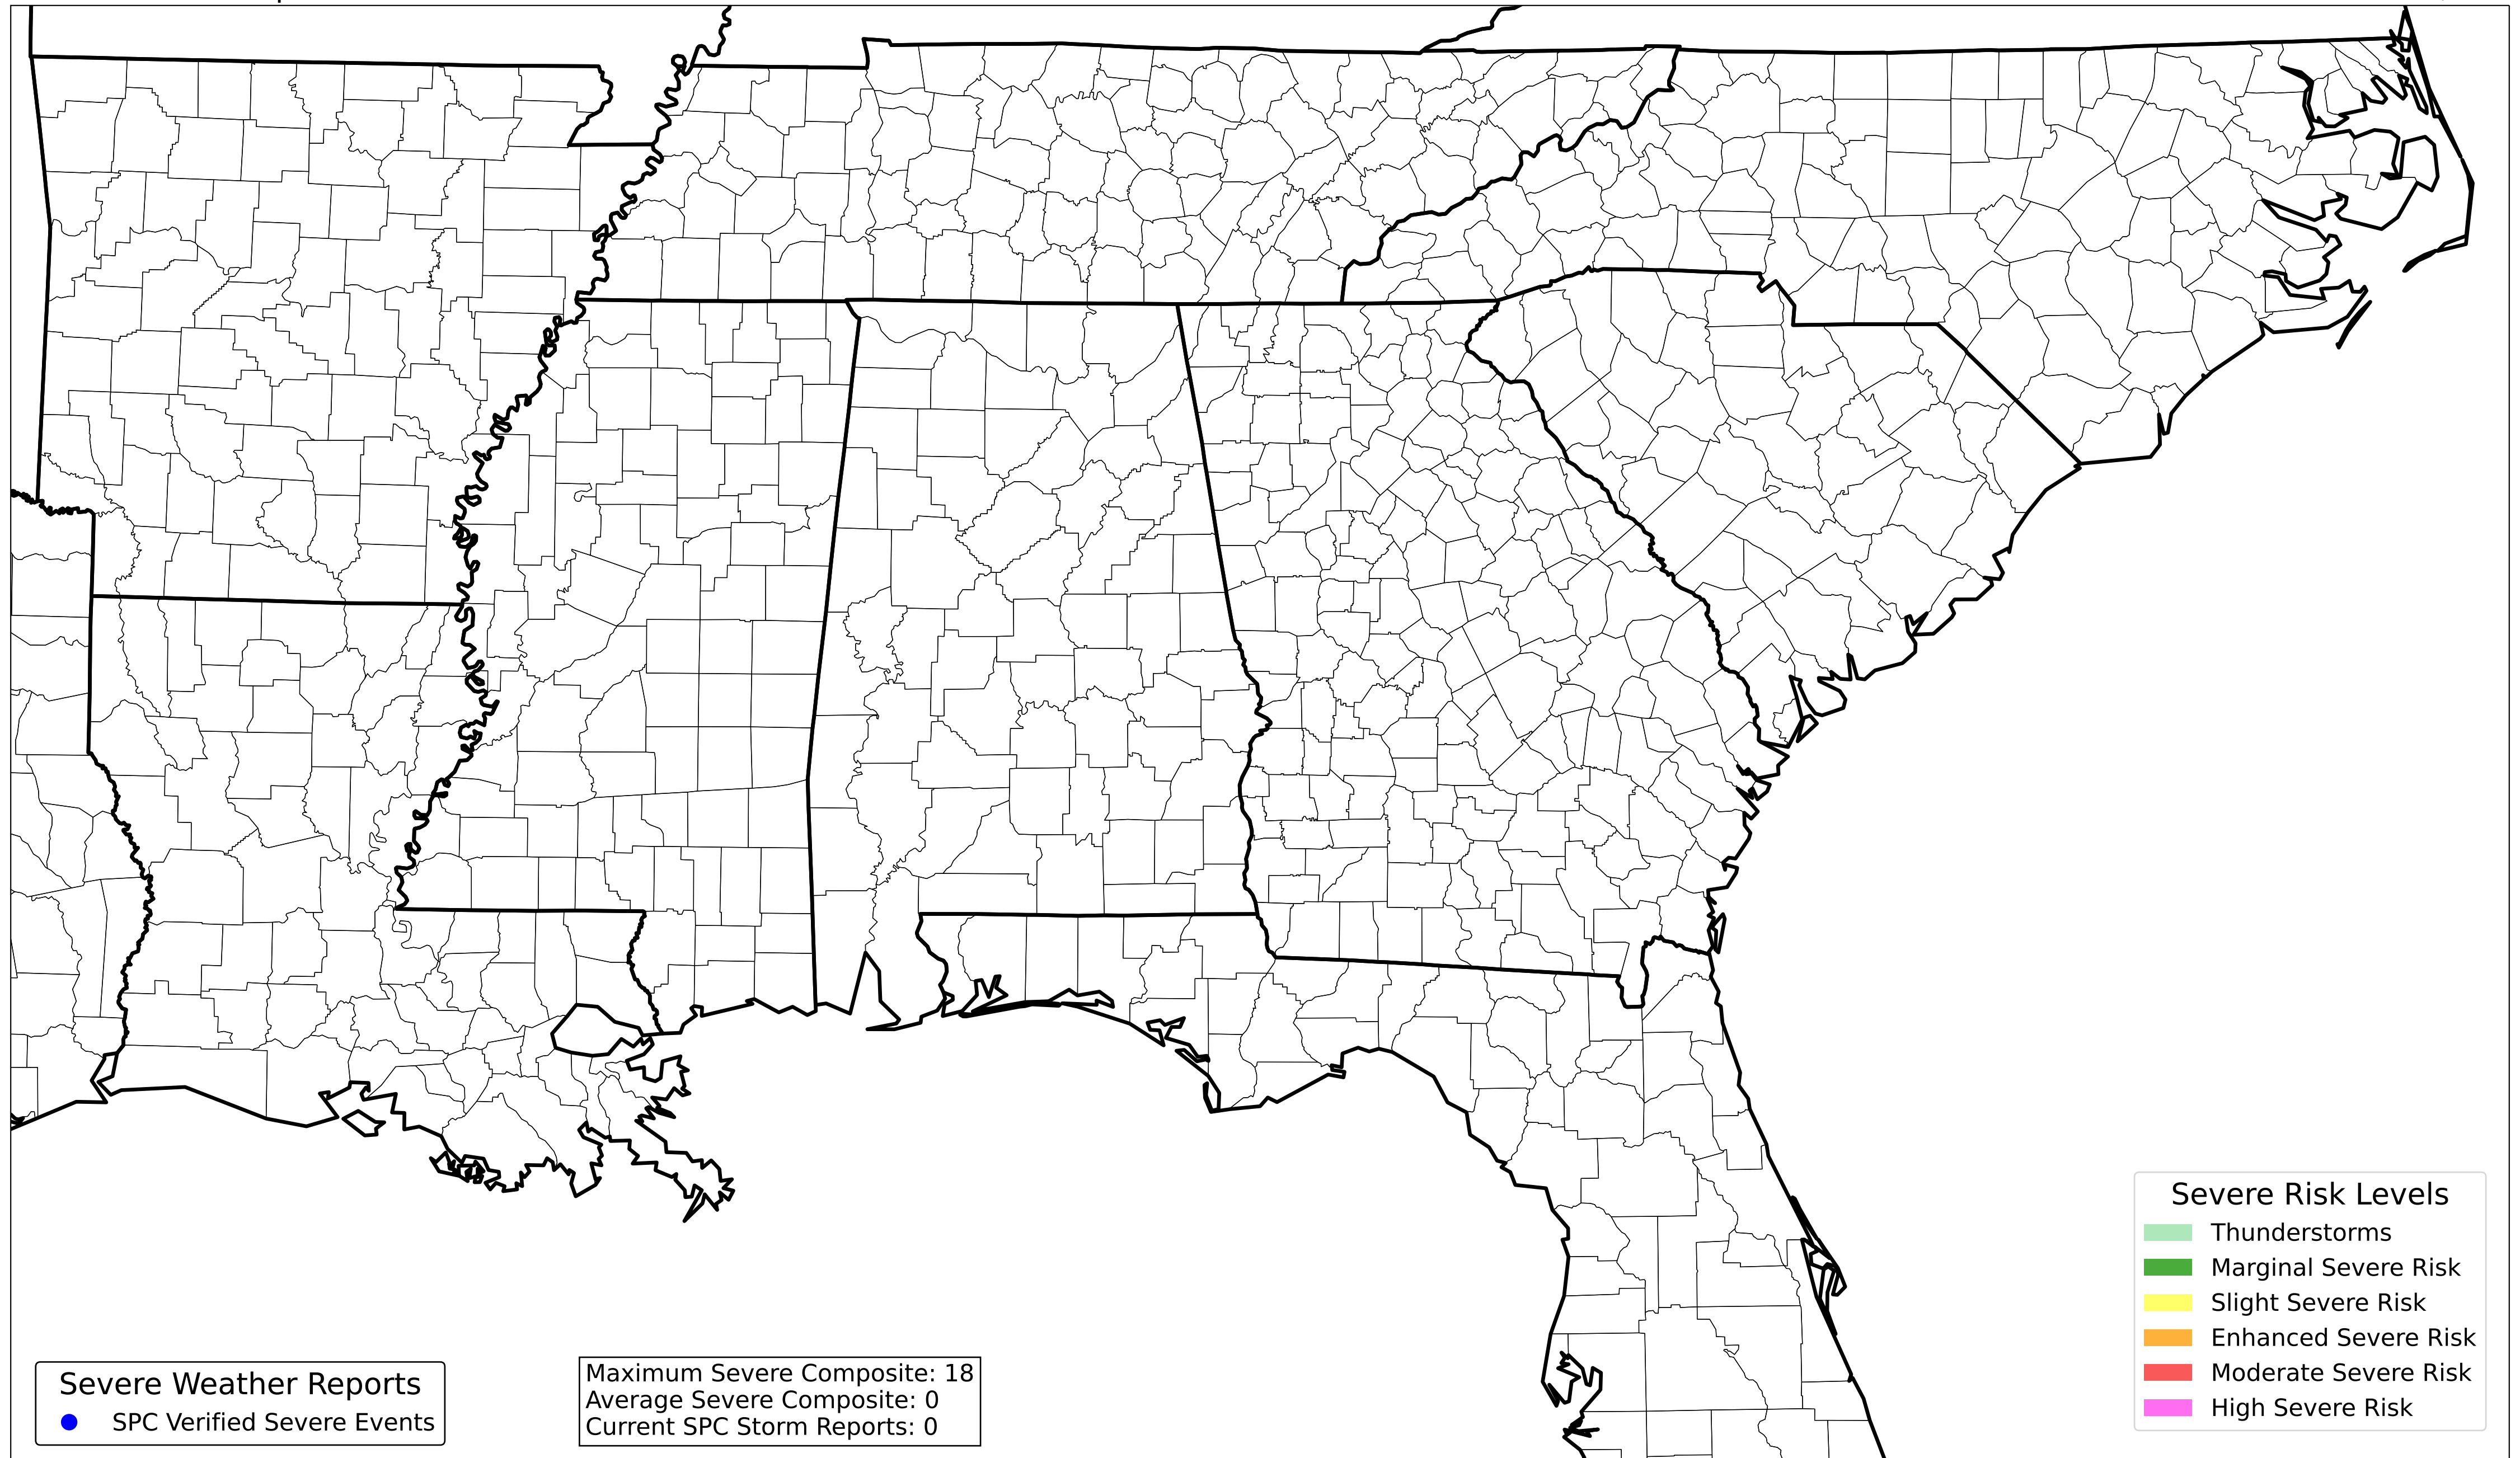 Severe Weather Reports
SPC Verified Severe Events
Maximum Severe Composite: 18
Average Severe Composite: 0
Current SPC Storm Reports: 0
Severe Risk Levels
Thunderstorms
Marginal Severe Risk
Slight Severe Risk
Enhanced Severe Risk
Moderate Severe Risk
High Severe Risk